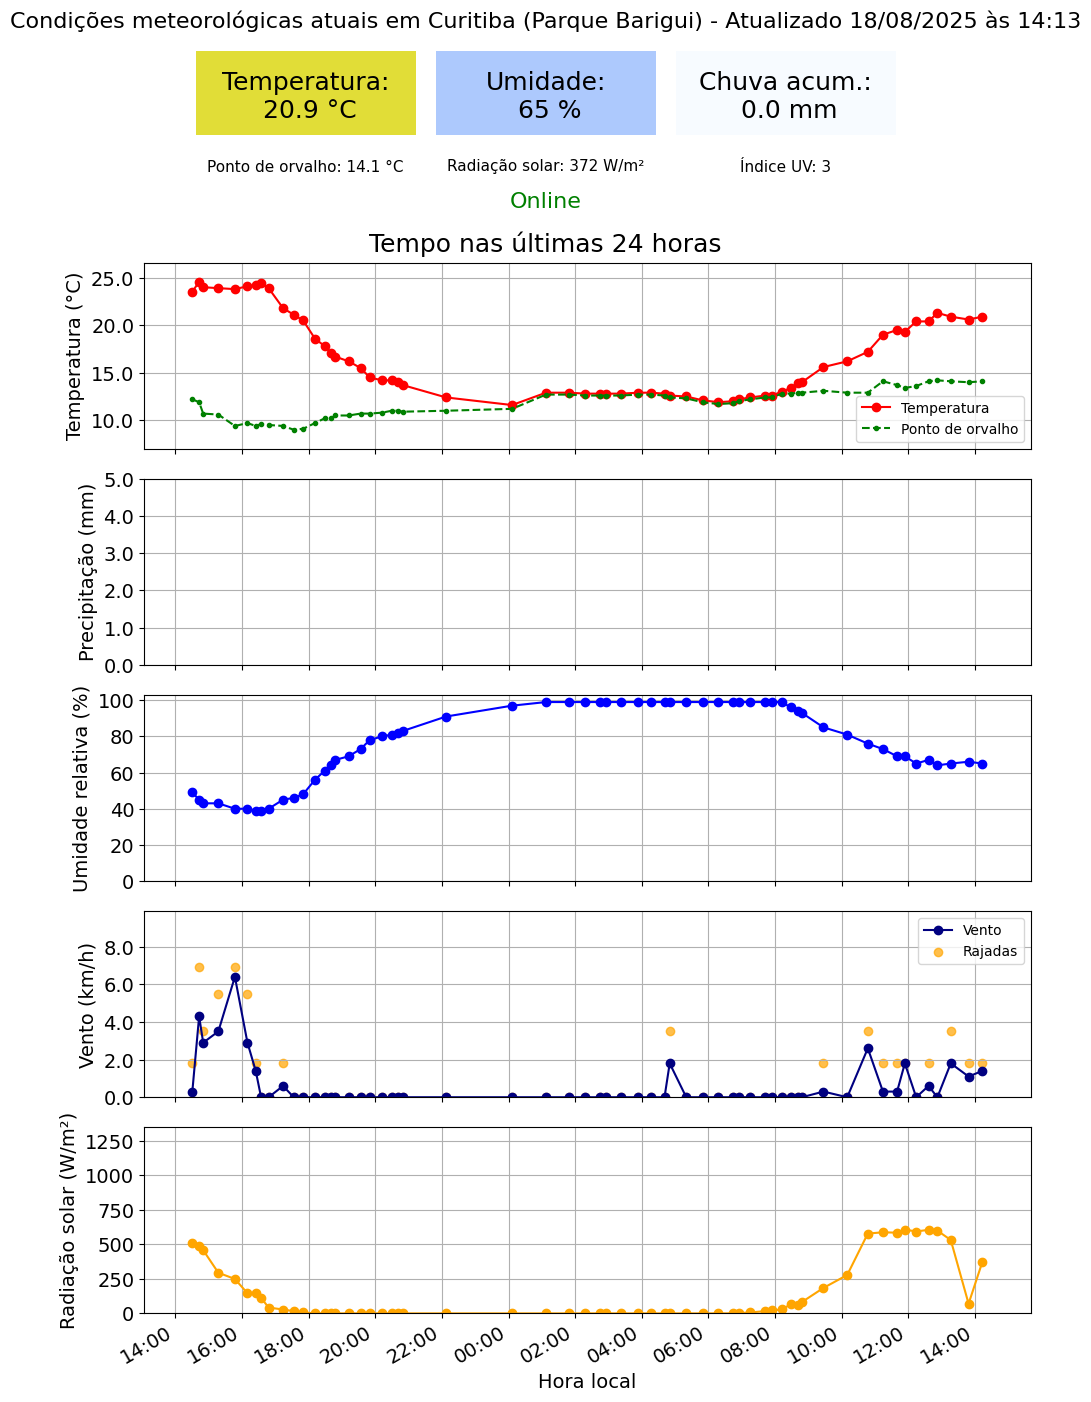 Condições meteorológicas atuais em Curitiba (Parque Barigui) - Atualizado 18/08/2025 às 14:13
Temperatura:
20.9 °C
Umidade:
65 %
Chuva acum.:
0.0 mm
Ponto de orvalho: 14.1 °C
Radiação solar: 372 W/m²
Índice UV: 3
Online
Tempo nas últimas 24 horas
Temperatura (°C)
25.0
20.0
15.0
10.0
Temperatura
Ponto de orvalho
Precipitação (mm)
5.0
4.0
3.0
2.0
1.0
0.0
Umidade relativa (%)
100
80
60
40
20
0
Vento (km/h)
8.0
6.0
4.0
2.0
0.0
Vento
Rajadas
Radiação solar (W/m²)
1250
1000
750
500
250
0
14:00
16:00
18:00
20:00
22:00
00:00
02:00
04:00
06:00
08:00
10:00
12:00
14:00
Hora local